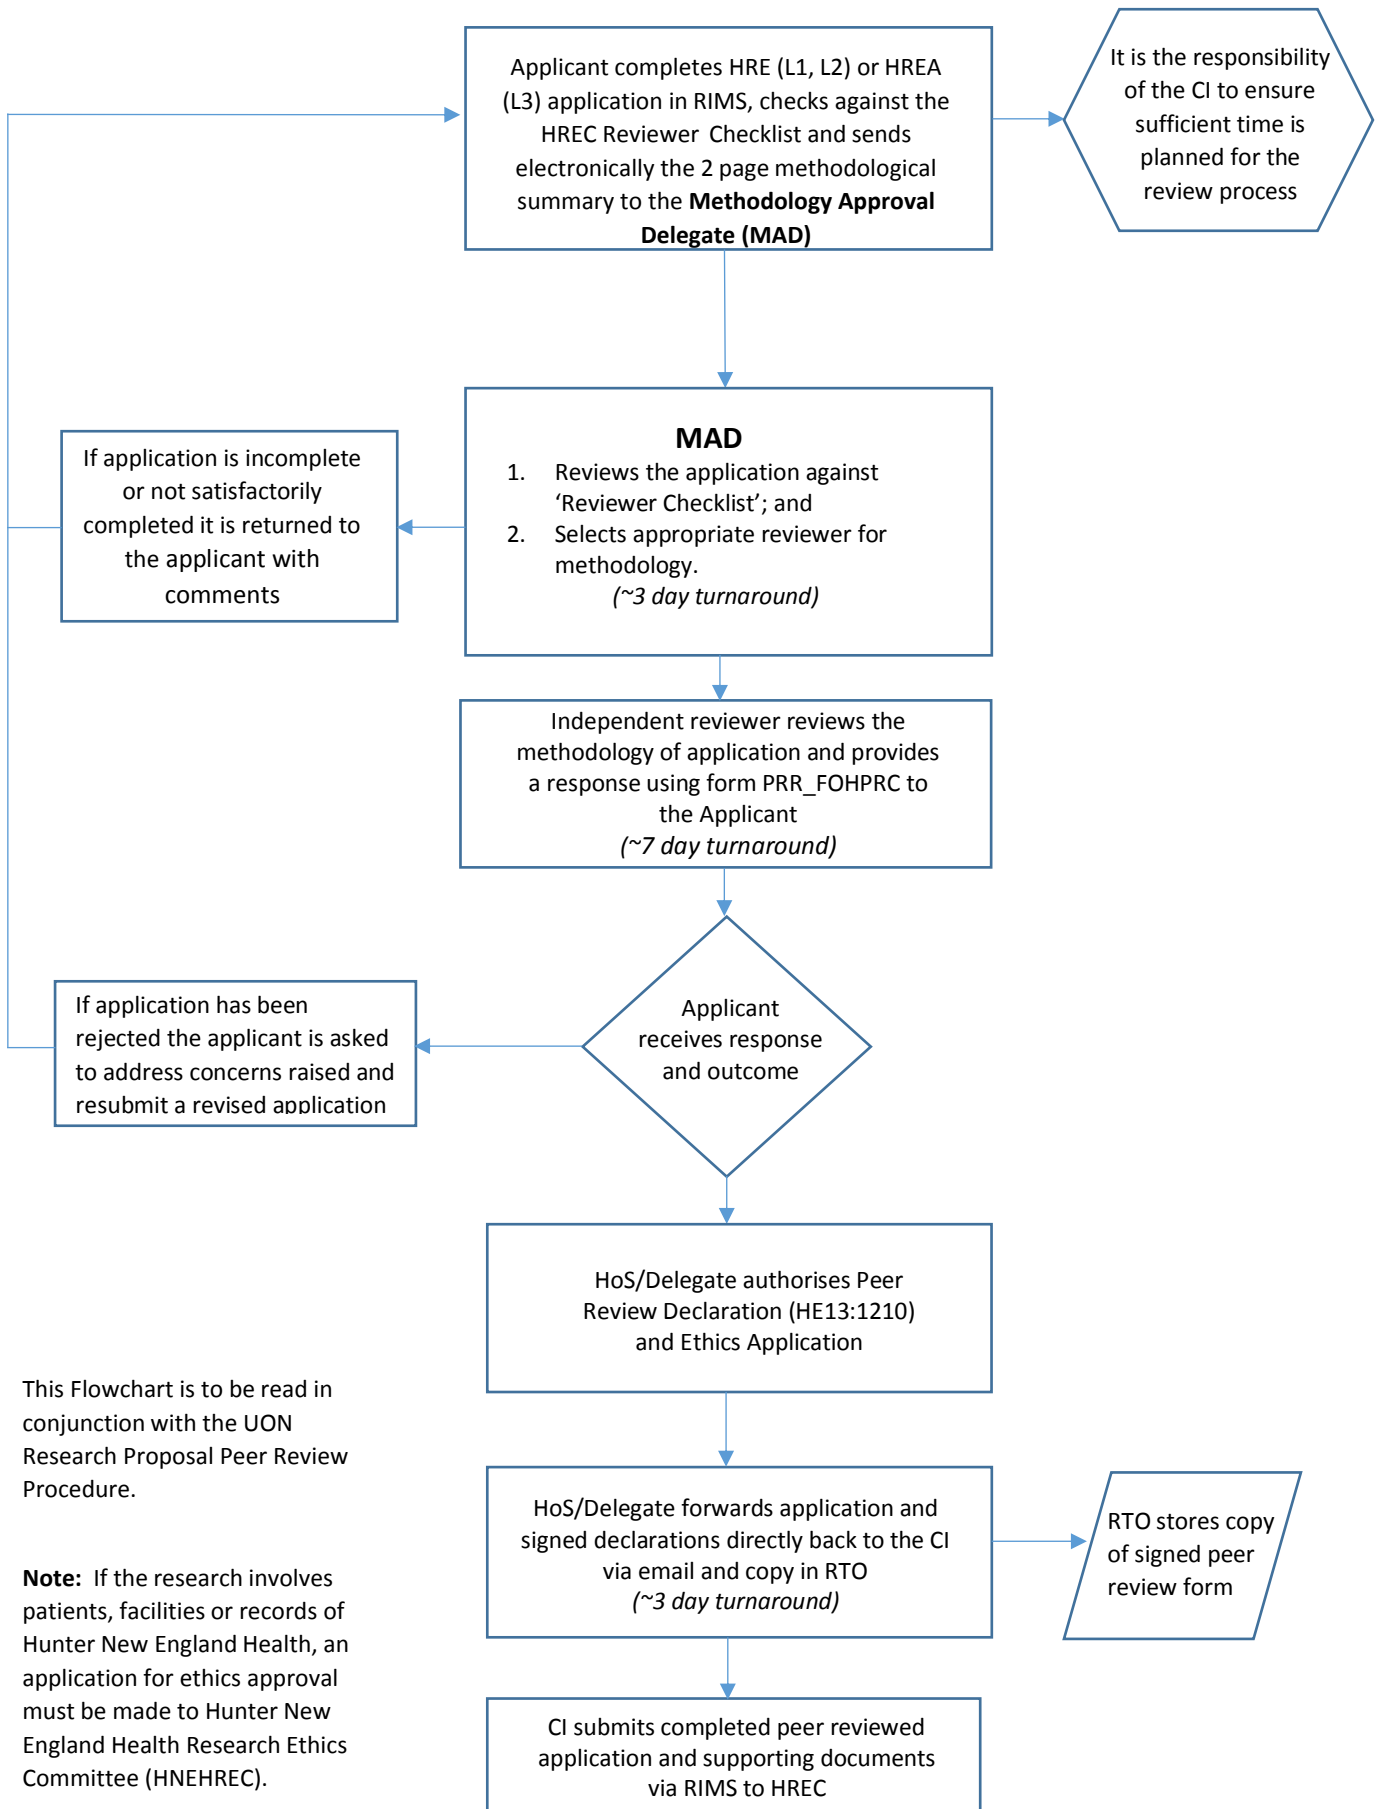 Applicant completes HRE (L1, L2) or HREA
(L3) application in RIMS, checks against the
HREC Reviewer Checklist and sends
electronically the 2 page methodological
summary to the Methodology Approval
Delegate (MAD)
It is the responsibility
of the CI to ensure
sufficient time is
planned for the
review process
MAD
1. Reviews the application against
‘Reviewer Checklist’; and
2. Selects appropriate reviewer for
methodology.
(~3 day turnaround)
If application is incomplete
or not satisfactorily
completed it is returned to
the applicant with
comments
Independent reviewer reviews the
methodology of application and provides
a response using form PRR_FOHPRC to
the Applicant
(~7 day turnaround)
Applicant
receives response
and outcome
If application has been
rejected the applicant is asked
to address concerns raised and
resubmit a revised application
HoS/Delegate authorises Peer
Review Declaration (HE13:1210)
and Ethics Application
HoS/Delegate forwards application and
signed declarations directly back to the CI
via email and copy in RTO
(~3 day turnaround)
RTO stores copy
of signed peer
review form
CI submits completed peer reviewed
application and supporting documents
via RIMS to HREC
This Flowchart is to be read in
conjunction with the UON
Research Proposal Peer Review
Procedure.
Note: If the research involves
patients, facilities or records of
Hunter New England Health, an
application for ethics approval
must be made to Hunter New
England Health Research Ethics
Committee (HNEHREC).